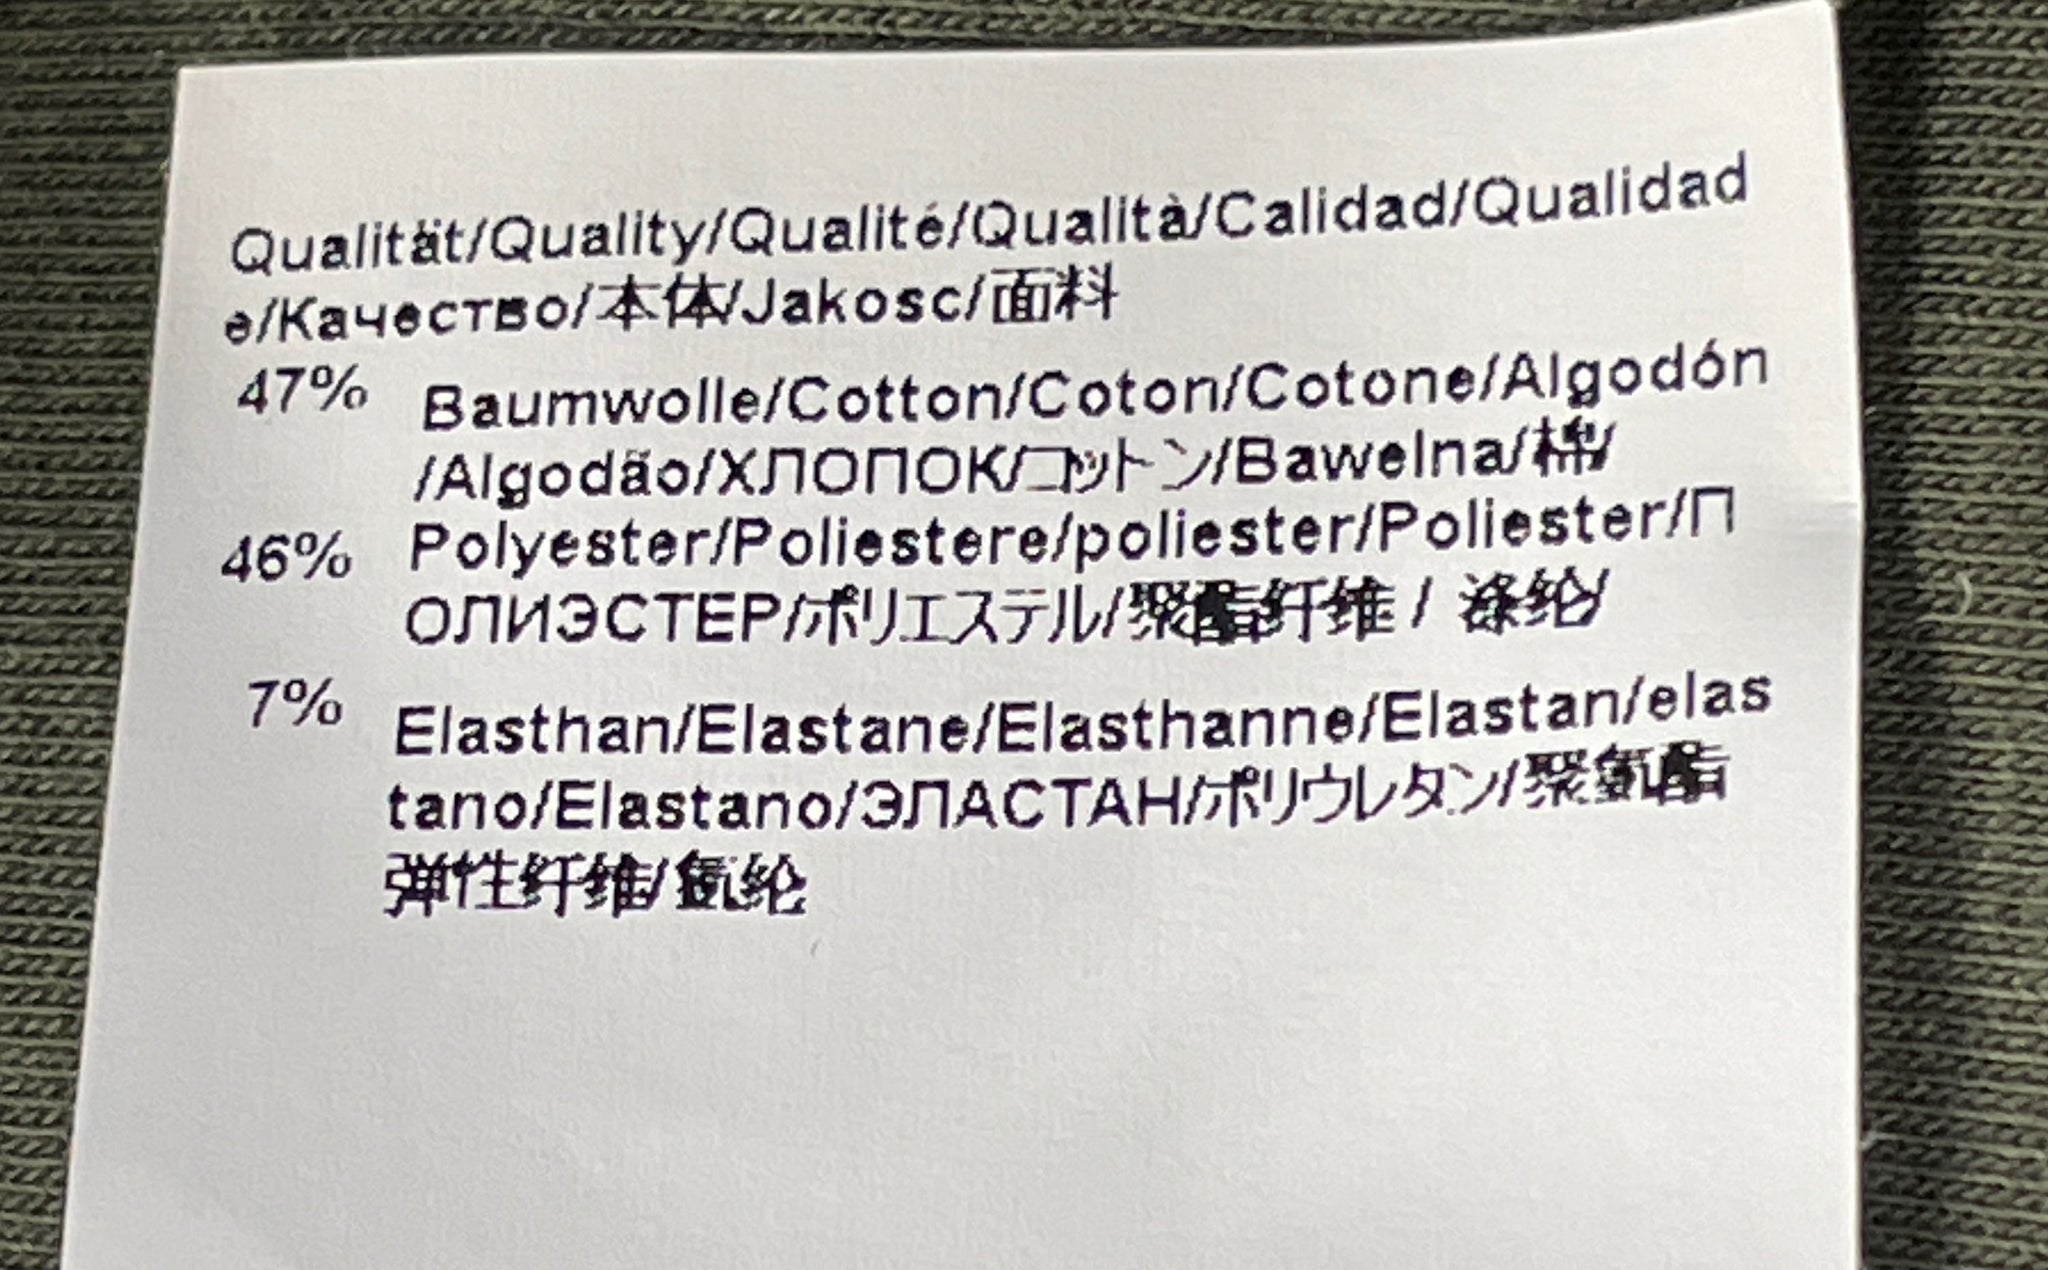 Qualität/Quality/Qualité/Qualità/Calidad/Qualidad
e/Качество/本体/Jakosc/面料
47% Baumwolle/Cotton/Coton/Cotone/Algodón
/Algodão/ХЛОПОК/コットン/Bawelna/棉/
46% Polyester/Poliestere/poliester/Poliester/П
ОЛИЭСТЕР/ポリエステル/聚酯纤维 / 涤纶/
7% Elasthan/Elastane/Elasthanne/Elastan/elas
tano/Elastano/ЭЛАСТАН/ポリウレタン/聚氨酯
弹性纤维/氨纶